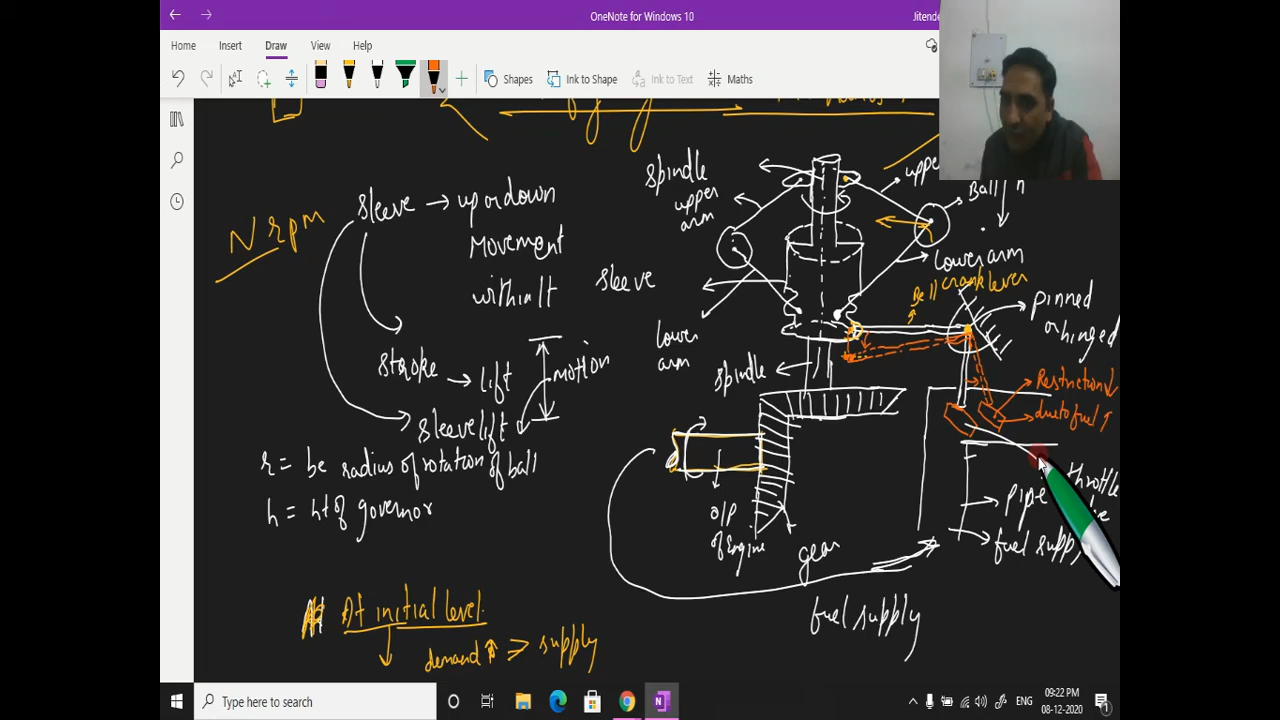 OneNote for Windows 10
Jiten
Home Insert Draw View Help
Shapes Ink to Shape Ink to Text Maths
N rpm
sleeve → up or down
movement
within it
stroke → lift
motion
sleeve lift
r = be radius of rotation of ball
h = ht of governor
At initial level
demand ↑ > supply
spindle
upper
arm
sleeve
lower
arm
spindle
upper
Ball
h
Lower arm
Bell crank lever
pinned
or hinged
Restriction ↓
due to fuel ↑
throttle
pipe
fuel supply
O/P
of Engine
gear
fuel supply
Type here to search
ENG
09:22 PM
08-12-2020